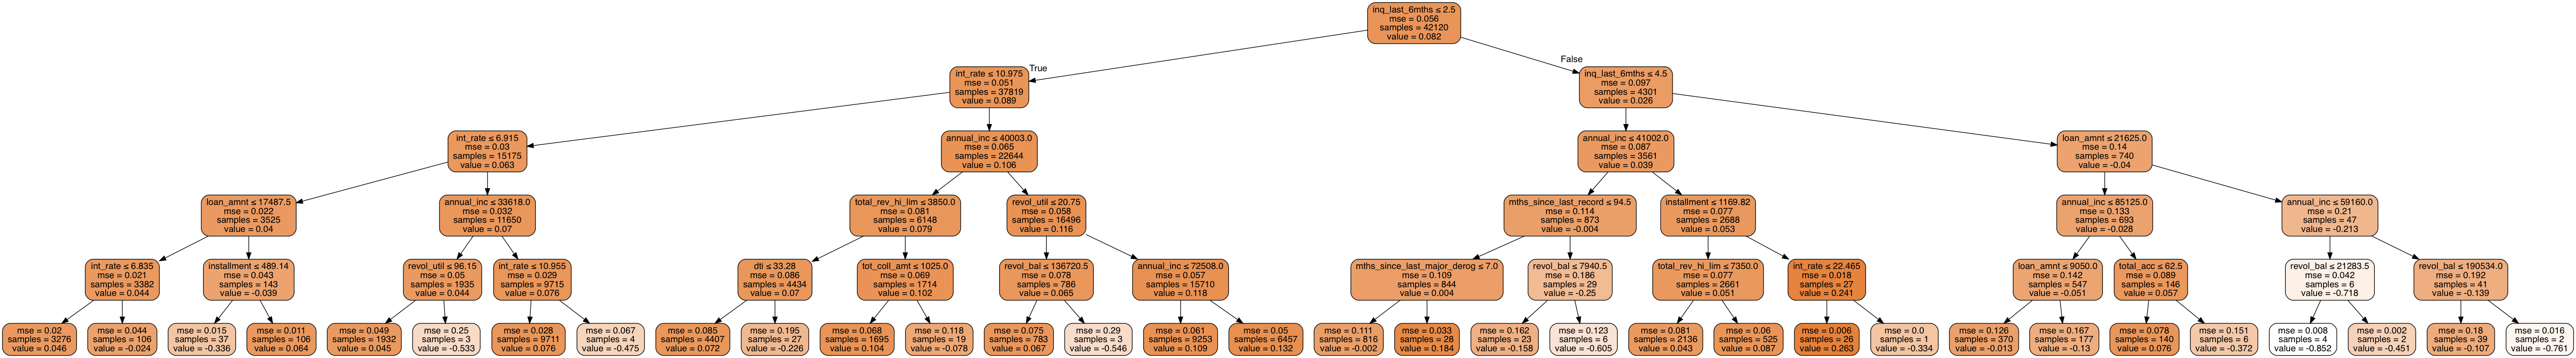 inq_last_6mths ≤ 2.5
mse = 0.056
samples = 42120
value = 0.082
True
False
int_rate ≤ 10.975
mse = 0.051
samples = 37819
value = 0.089
inq_last_6mths ≤ 4.5
mse = 0.097
samples = 4301
value = 0.026
int_rate ≤ 6.915
mse = 0.03
samples = 15175
value = 0.063
annual_inc ≤ 40003.0
mse = 0.065
samples = 22644
value = 0.106
annual_inc ≤ 41002.0
mse = 0.087
samples = 3561
value = 0.039
loan_amnt ≤ 21625.0
mse = 0.14
samples = 740
value = -0.04
loan_amnt ≤ 17487.5
mse = 0.022
samples = 3525
value = 0.04
annual_inc ≤ 33618.0
mse = 0.032
samples = 11650
value = 0.07
total_rev_hi_lim ≤ 3850.0
mse = 0.081
samples = 6148
value = 0.079
revol_util ≤ 20.75
mse = 0.058
samples = 16496
value = 0.116
mths_since_last_record ≤ 94.5
mse = 0.114
samples = 873
value = -0.004
installment ≤ 1169.82
mse = 0.077
samples = 2688
value = 0.053
annual_inc ≤ 85125.0
mse = 0.133
samples = 693
value = -0.028
annual_inc ≤ 59160.0
mse = 0.21
samples = 47
value = -0.213
int_rate ≤ 6.835
mse = 0.021
samples = 3382
value = 0.044
installment ≤ 489.14
mse = 0.043
samples = 143
value = -0.039
revol_util ≤ 96.15
mse = 0.05
samples = 1935
value = 0.044
int_rate ≤ 10.955
mse = 0.029
samples = 9715
value = 0.076
dti ≤ 33.28
mse = 0.086
samples = 4434
value = 0.07
tot_coll_amt ≤ 1025.0
mse = 0.069
samples = 1714
value = 0.102
revol_bal ≤ 136720.5
mse = 0.078
samples = 786
value = 0.065
annual_inc ≤ 72508.0
mse = 0.057
samples = 15710
value = 0.118
mths_since_last_major_derog ≤ 7.0
mse = 0.109
samples = 844
value = 0.004
revol_bal ≤ 7940.5
mse = 0.186
samples = 29
value = -0.25
total_rev_hi_lim ≤ 7350.0
mse = 0.077
samples = 2661
value = 0.051
int_rate ≤ 22.465
mse = 0.018
samples = 27
value = 0.241
loan_amnt ≤ 9050.0
mse = 0.142
samples = 547
value = -0.051
total_acc ≤ 62.5
mse = 0.089
samples = 146
value = 0.057
revol_bal ≤ 21283.5
mse = 0.042
samples = 6
value = -0.718
revol_bal ≤ 190534.0
mse = 0.192
samples = 41
value = -0.139
mse = 0.02
samples = 3276
value = 0.046
mse = 0.044
samples = 106
value = -0.024
mse = 0.015
samples = 37
value = -0.336
mse = 0.011
samples = 106
value = 0.064
mse = 0.049
samples = 1932
value = 0.045
mse = 0.25
samples = 3
value = -0.533
mse = 0.028
samples = 9711
value = 0.076
mse = 0.067
samples = 4
value = -0.475
mse = 0.085
samples = 4407
value = 0.072
mse = 0.195
samples = 27
value = -0.226
mse = 0.068
samples = 1695
value = 0.104
mse = 0.118
samples = 19
value = -0.078
mse = 0.075
samples = 783
value = 0.067
mse = 0.29
samples = 3
value = -0.546
mse = 0.061
samples = 9253
value = 0.109
mse = 0.05
samples = 6457
value = 0.132
mse = 0.111
samples = 816
value = -0.002
mse = 0.033
samples = 28
value = 0.184
mse = 0.162
samples = 23
value = -0.158
mse = 0.123
samples = 6
value = -0.605
mse = 0.081
samples = 2136
value = 0.043
mse = 0.06
samples = 525
value = 0.087
mse = 0.006
samples = 26
value = 0.263
mse = 0.0
samples = 1
value = -0.334
mse = 0.126
samples = 370
value = -0.013
mse = 0.167
samples = 177
value = -0.13
mse = 0.078
samples = 140
value = 0.076
mse = 0.151
samples = 6
value = -0.372
mse = 0.008
samples = 4
value = -0.852
mse = 0.002
samples = 2
value = -0.451
mse = 0.18
samples = 39
value = -0.107
mse = 0.016
samples = 2
value = -0.761